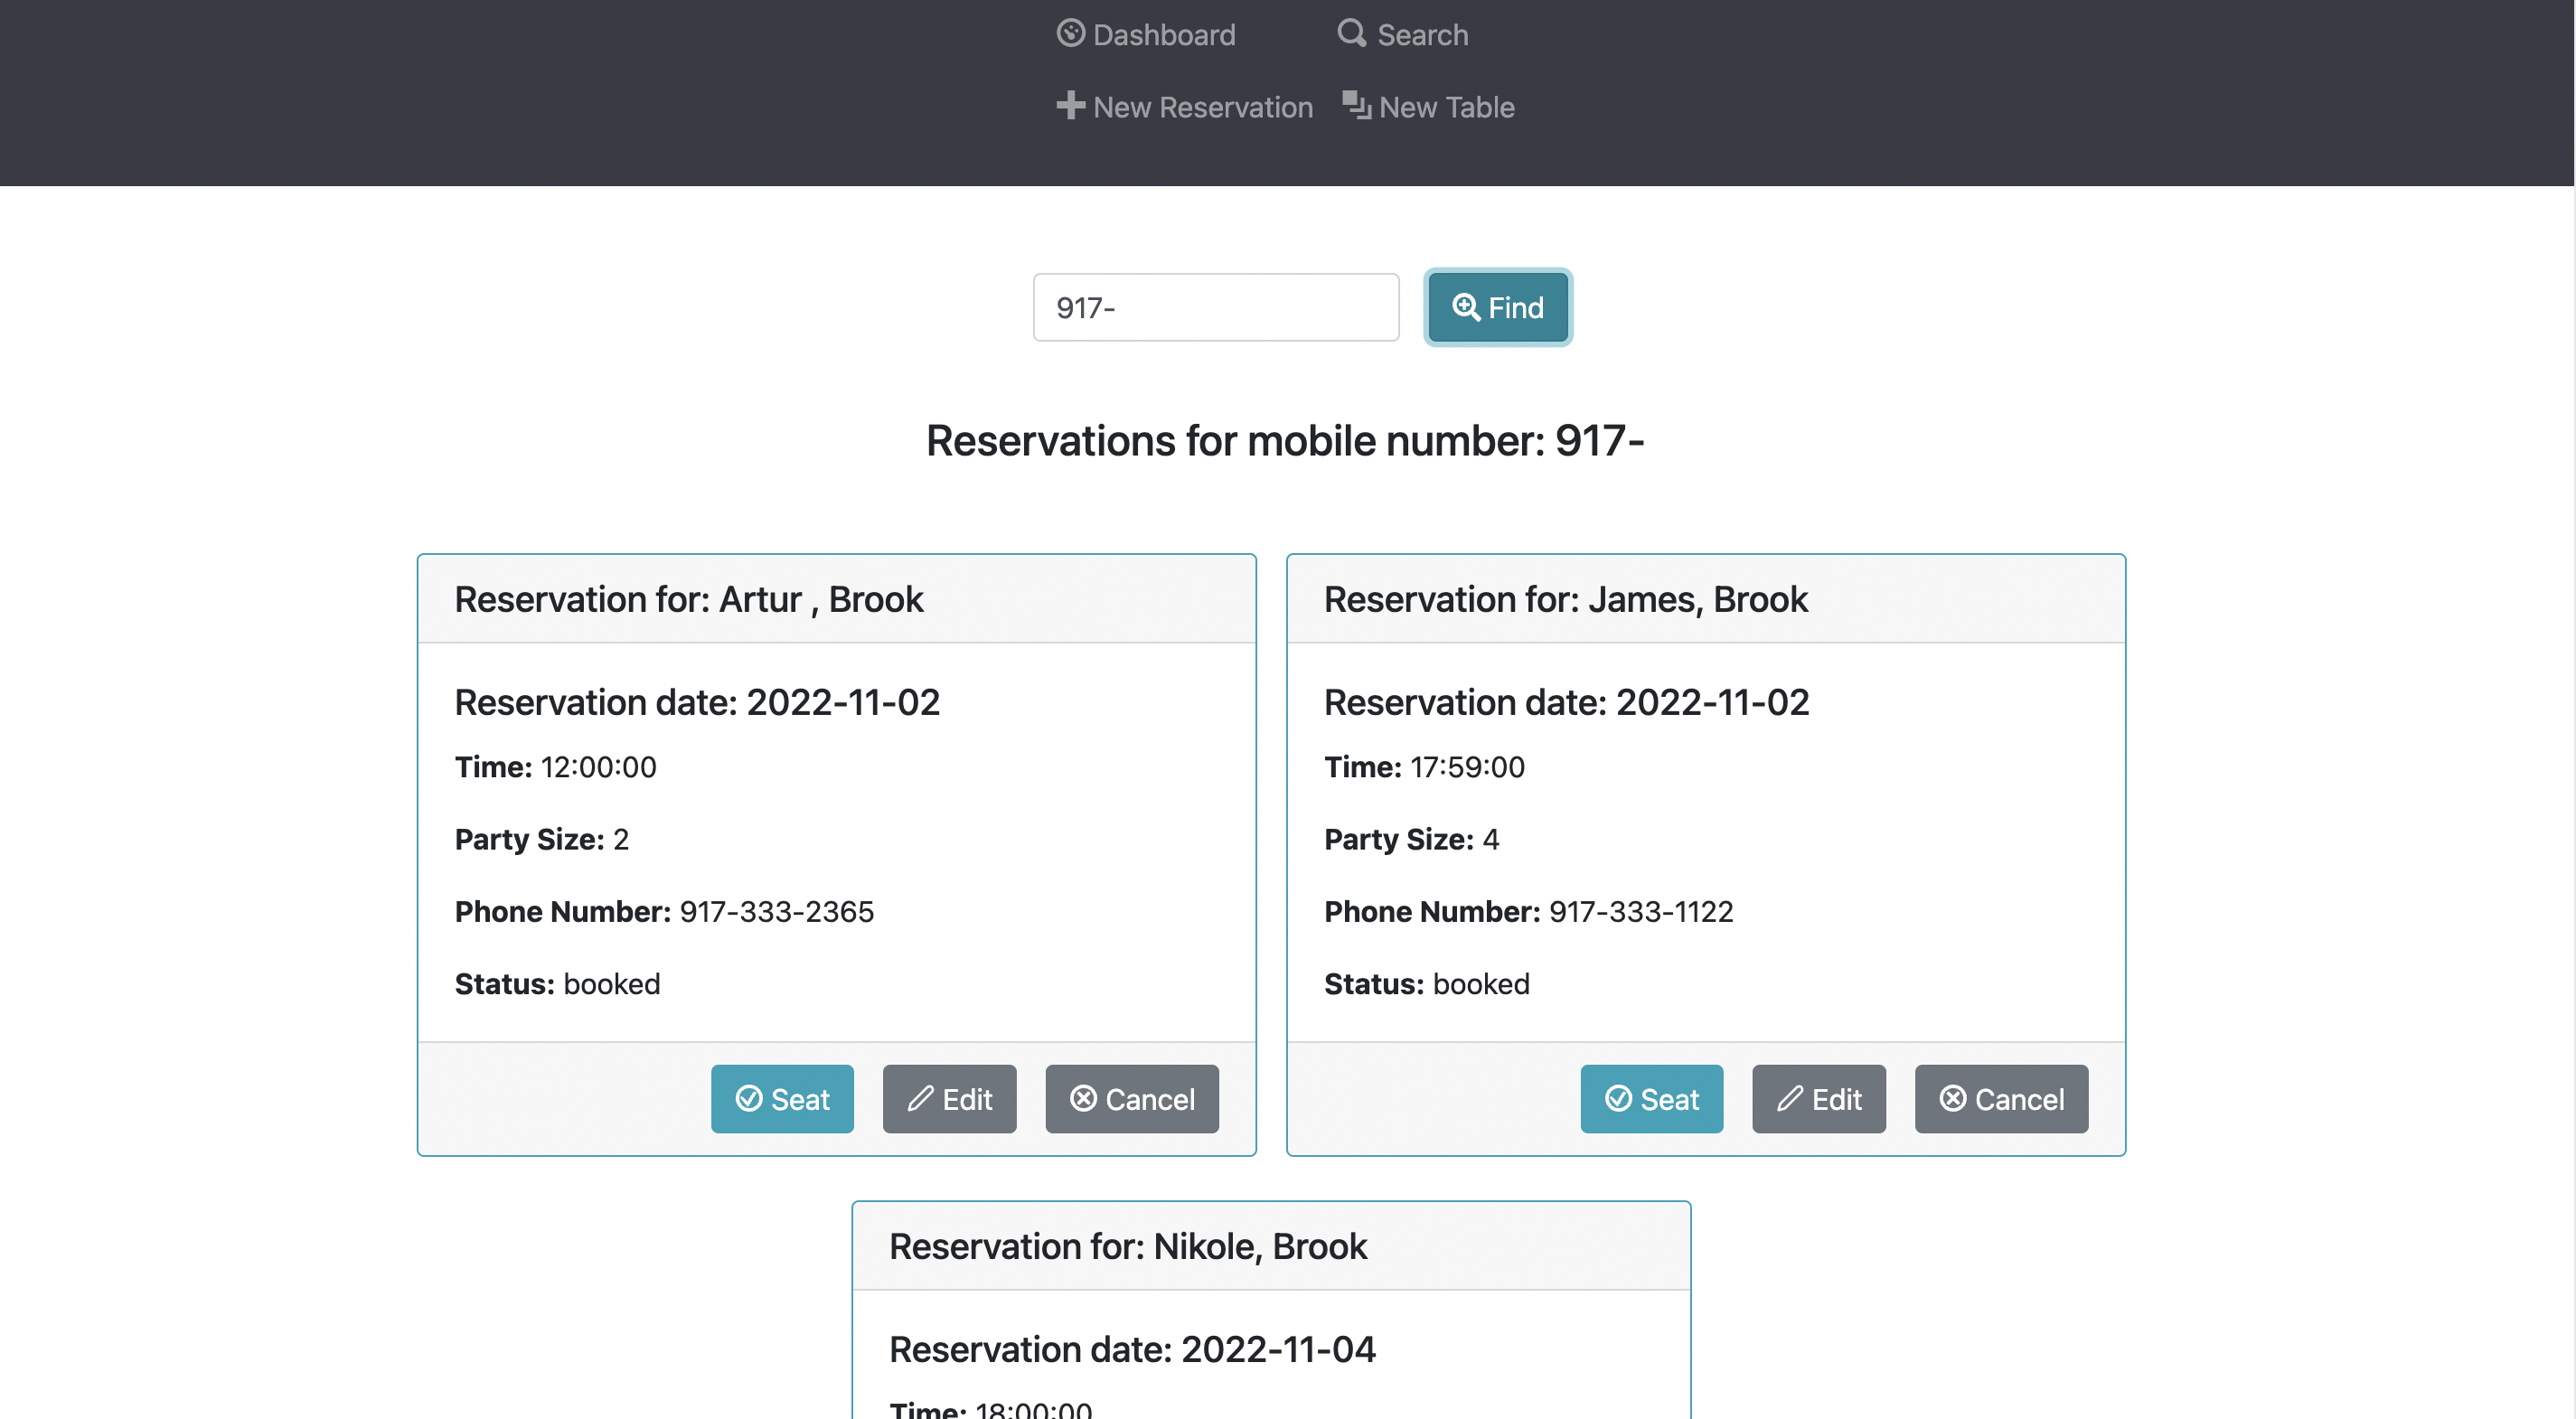 Dashboard Search
New Reservation New Table
917- Find
Reservations for mobile number: 917-
Reservation for: Artur , Brook
Reservation date: 2022-11-02
Time: 12:00:00
Party Size: 2
Phone Number: 917-333-2365
Status: booked
Seat Edit Cancel
Reservation for: James, Brook
Reservation date: 2022-11-02
Time: 17:59:00
Party Size: 4
Phone Number: 917-333-1122
Status: booked
Seat Edit Cancel
Reservation for: Nikole, Brook
Reservation date: 2022-11-04
Time: 18:00:00